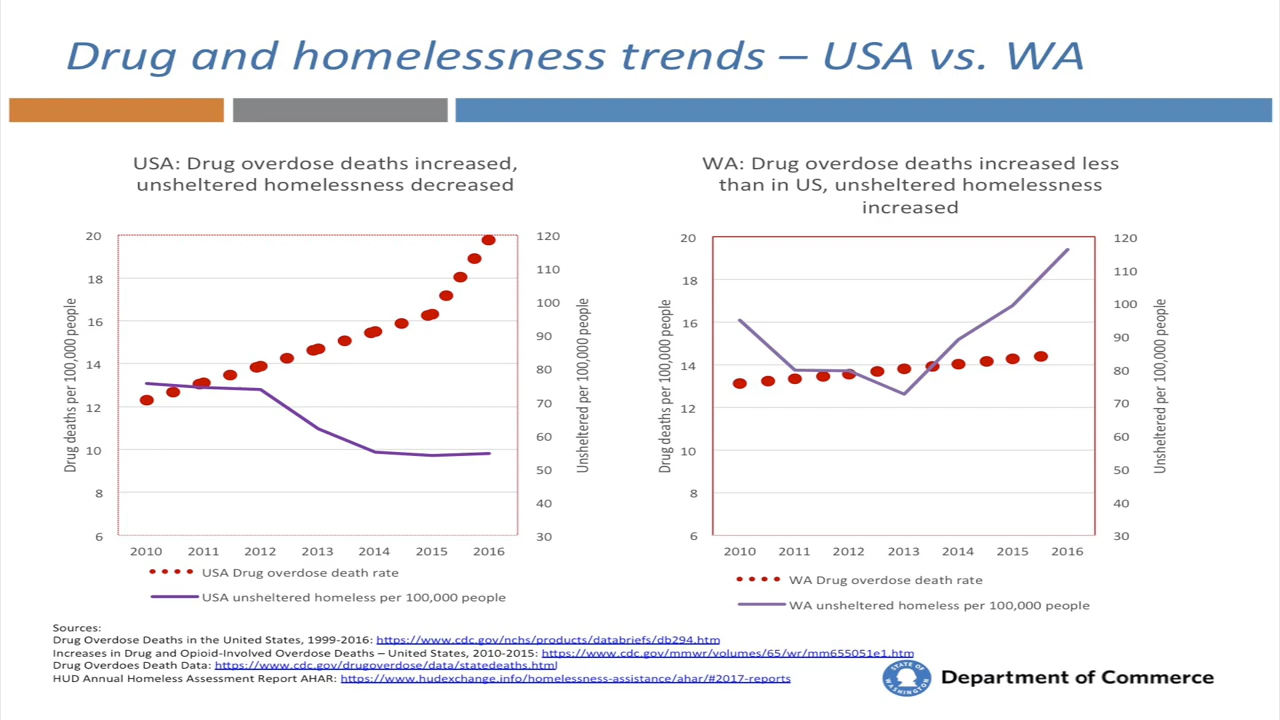 Drug and homelessness trends – USA vs. WA
USA: Drug overdose deaths increased,
unsheltered homelessness decreased
20
18
16
14
12
10
8
6
Drug deaths per 100,000 people
120
110
100
90
80
70
60
50
40
30
Unsheltered per 100,000 people
2010 2011 2012 2013 2014 2015 2016
USA Drug overdose death rate
USA unsheltered homeless per 100,000 people
WA: Drug overdose deaths increased less
than in US, unsheltered homelessness
increased
20
18
16
14
12
10
8
6
Drug deaths per 100,000 people
120
110
100
90
80
70
60
50
40
30
Unsheltered per 100,000 people
2010 2011 2012 2013 2014 2015 2016
WA Drug overdose death rate
WA unsheltered homeless per 100,000 people
Sources:
Drug Overdose Deaths in the United States, 1999-2016: https://www.cdc.gov/nchs/products/databriefs/db294.htm
Increases in Drug and Opioid-Involved Overdose Deaths – United States, 2010-2015: https://www.cdc.gov/mmwr/volumes/65/wr/mm655051e1.htm
Drug Overdoes Death Data: https://www.cdc.gov/drugoverdose/data/statedeaths.html
HUD Annual Homeless Assessment Report AHAR: https://www.hudexchange.info/homelessness-assistance/ahar/#2017-reports
STATE OF
WASHINGTON
Department of Commerce